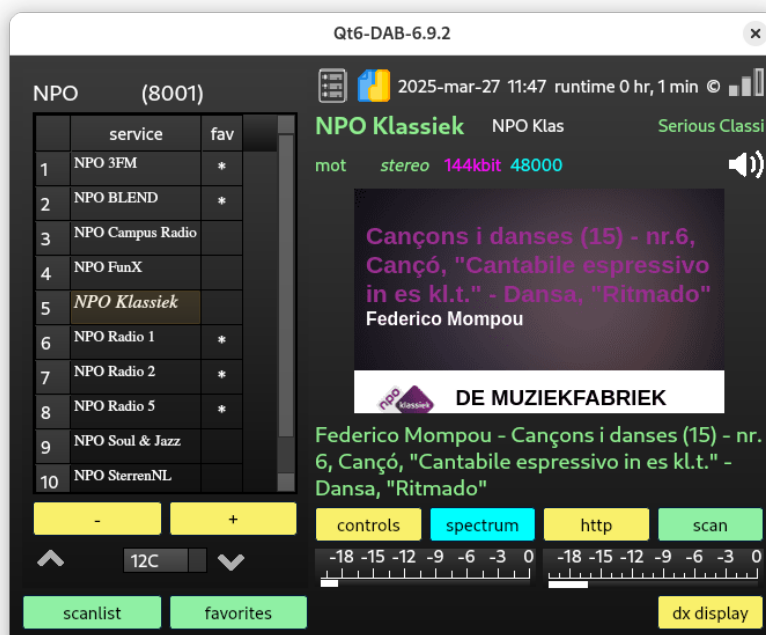 Qt6-DAB-6.9.2
NPO (8001)
2025-mar-27 11:47 runtime 0 hr, 1 min ©
service fav
1 NPO 3FM *
2 NPO BLEND *
3 NPO Campus Radio
4 NPO FunX
5 NPO Klassiek
6 NPO Radio 1 *
7 NPO Radio 2 *
8 NPO Radio 5 *
9 NPO Soul & Jazz
10 NPO SterrenNL
- +
12C
scanlist favorites
NPO Klassiek NPO Klas Serious Classi
mot stereo 144kbit 48000
Cançons i danses (15) - nr.6,
Cançó, "Cantabile espressivo
in es kl.t." - Dansa, "Ritmado"
Federico Mompou
npo klassiek DE MUZIEKFABRIEK
Federico Mompou - Cançons i danses (15) - nr.
6, Cançó, "Cantabile espressivo in es kl.t." -
Dansa, "Ritmado"
controls spectrum http scan
-18 -15 -12 -9 -6 -3 0 -18 -15 -12 -9 -6 -3 0
dx display